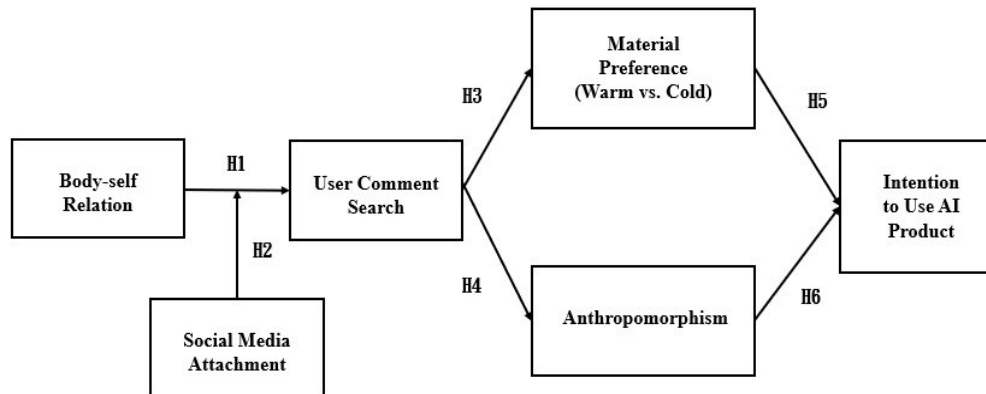 Material
Preference
(Warm vs. Cold)
H3
H5
Body-self
Relation
H1
User Comment
Search
Intention
to Use AI
Product
H2
H4
Social Media
Attachment
Anthropomorphism
H6